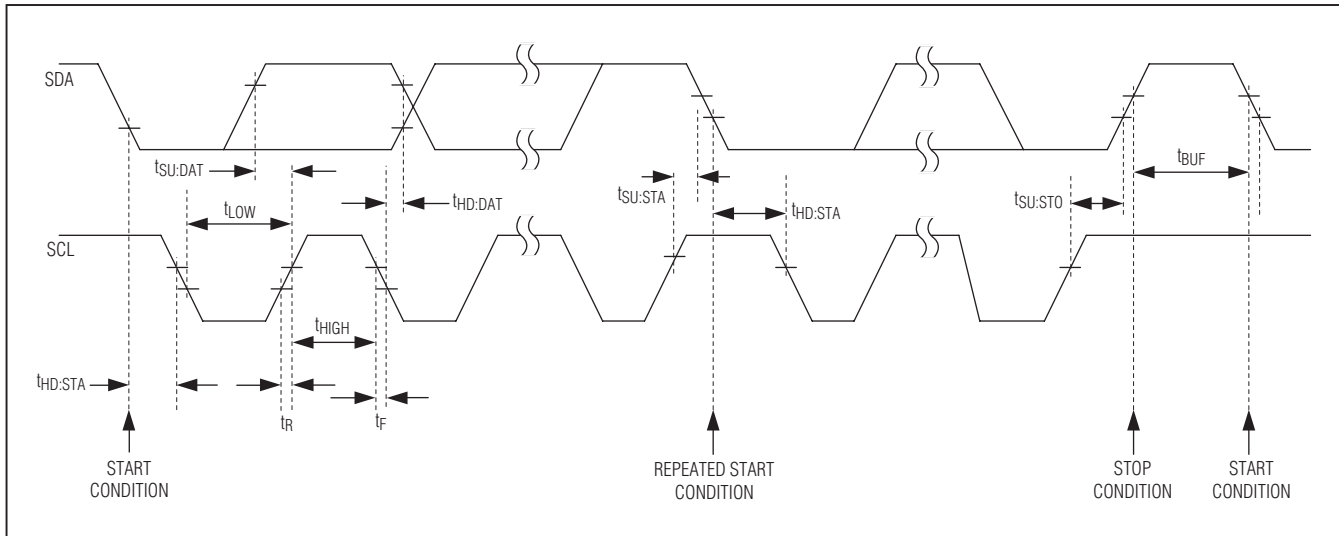 SDA
tSU:DAT
tLOW
tHD:DAT
tSU:STA
tHD:STA
tSU:STO
tBUF
SCL
tHIGH
tHD:STA
tR
tF
START
CONDITION
REPEATED START
CONDITION
STOP
CONDITION
START
CONDITION